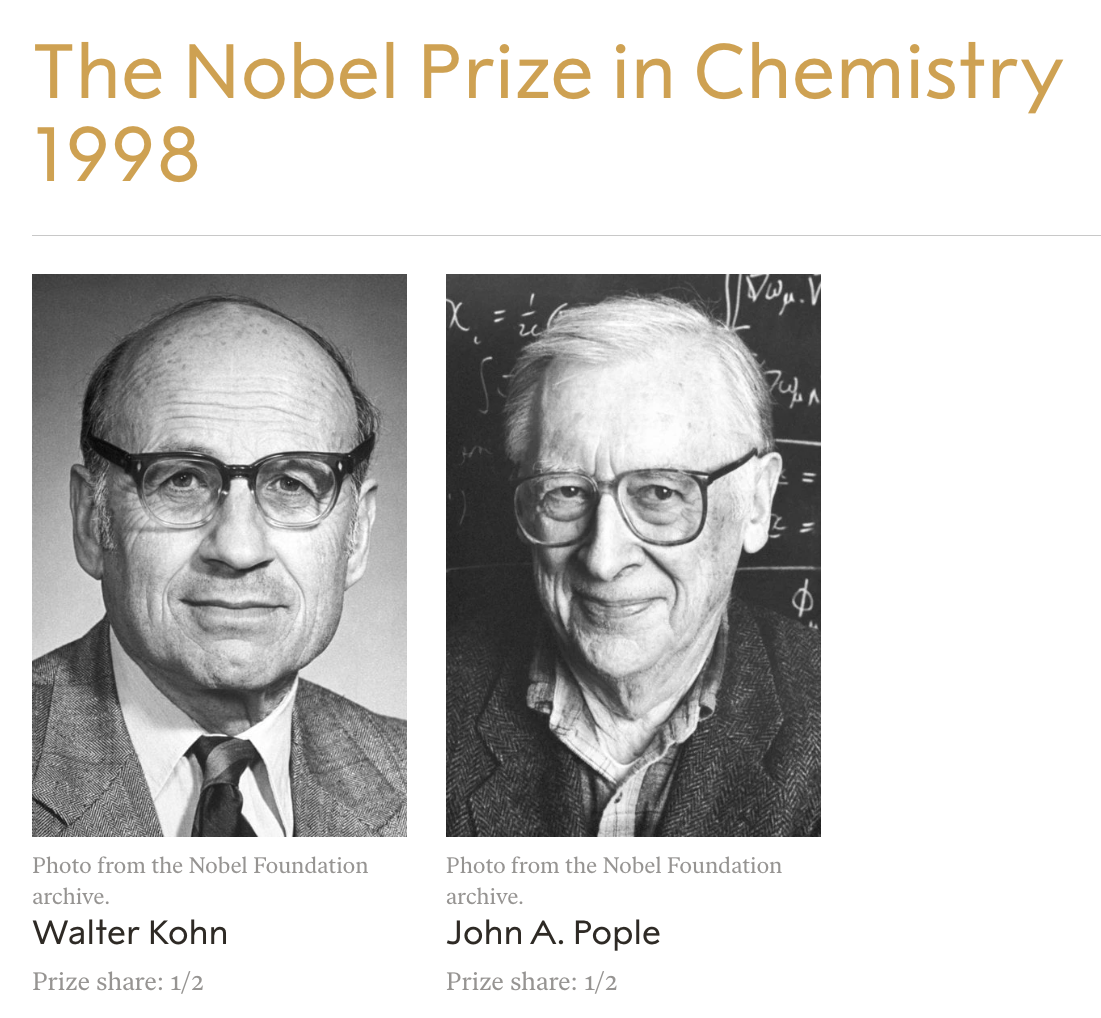 The Nobel Prize in Chemistry
1998
Photo from the Nobel Foundation
archive.
Walter Kohn
Prize share: 1/2
Photo from the Nobel Foundation
archive.
John A. Pople
Prize share: 1/2